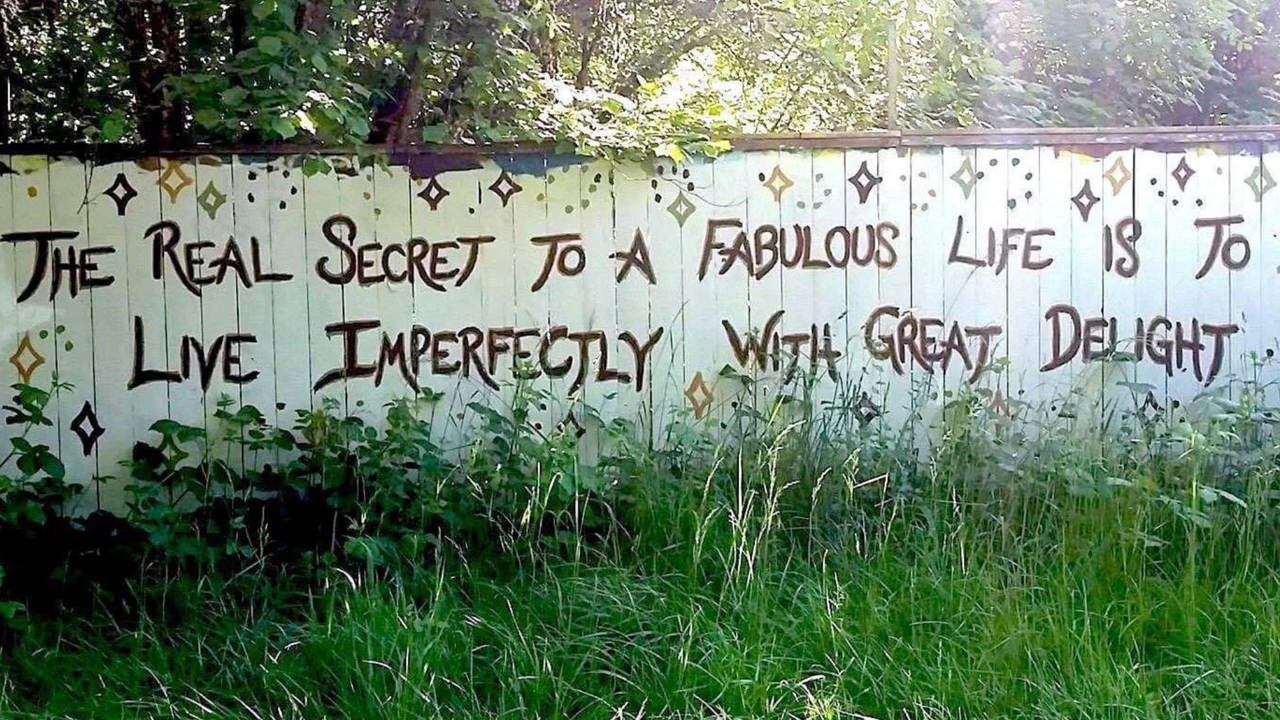 THE REAL SECRET TO A FABULOUS LIFE IS TO
LIVE IMPERFECTLY WITH GREAT DELIGHT